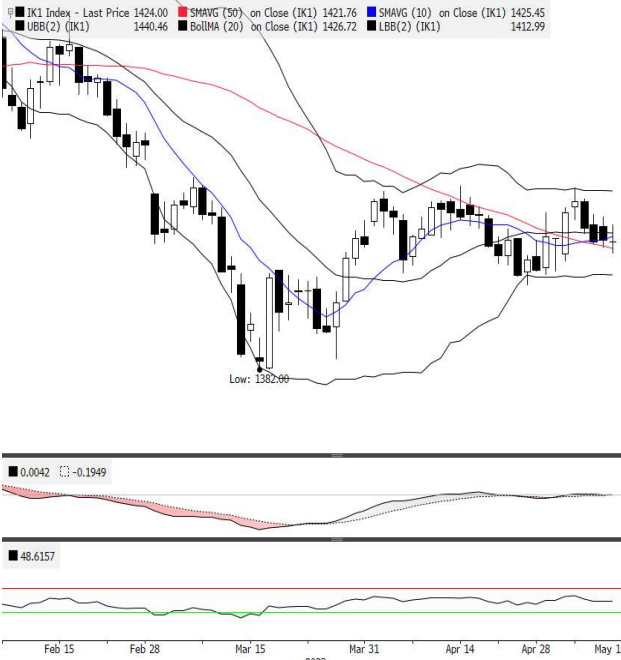 IK1 Index - Last Price 1424.00 SMAVG (50) on Close (IK1) 1421.76 SMAVG (10) on Close (IK1) 1425.45
UBB(2) (IK1) 1440.46 BollMA (20) on Close (IK1) 1426.72 LBB(2) (IK1) 1412.99
Low: 1382.00
0.0042 -0.1949
48.6157
Feb 15 Feb 28 Mar 15 Mar 31 Apr 14 Apr 28 May 1